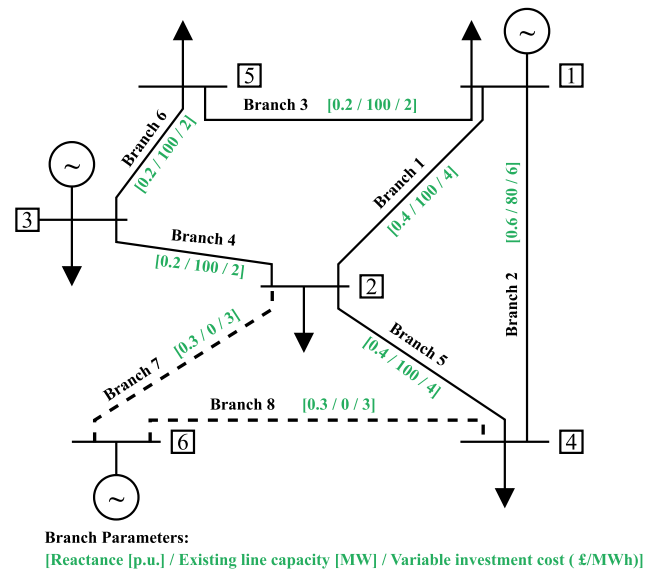 ~
5
1
Branch 3 [0.2 / 100 / 2]
Branch 6
[0.2 / 100 / 2]
Branch 1
[0.4 / 100 / 4]
[0.6 / 80 / 6]
Branch 2
~
3
Branch 4
[0.2 / 100 / 2]
2
Branch 5
[0.4 / 100 / 4]
Branch 7
[0.3 / 0 / 3]
Branch 8 [0.3 / 0 / 3]
6
4
~
Branch Parameters:
[Reactance [p.u.] / Existing line capacity [MW] / Variable investment cost ( £/MWh)]